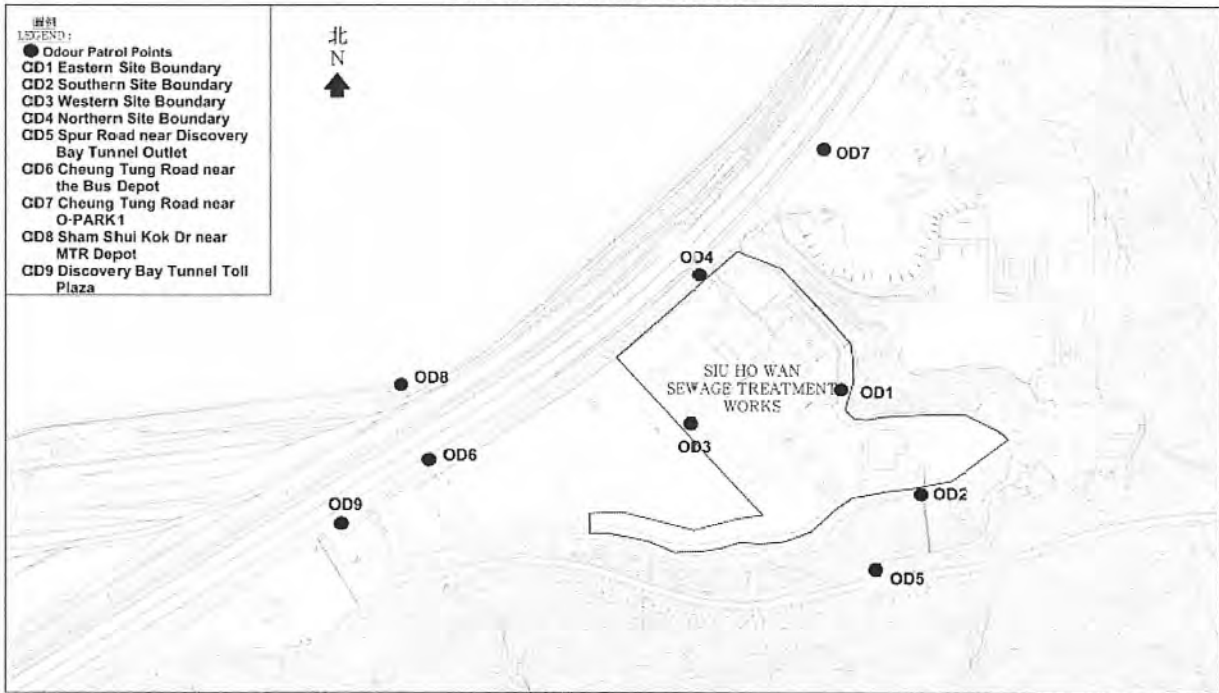 圖例
LEGEND:
Odour Patrol Points
OD1 Eastern Site Boundary
OD2 Southern Site Boundary
OD3 Western Site Boundary
OD4 Northern Site Boundary
OD5 Spur Road near Discovery
Bay Tunnel Outlet
OD6 Cheung Tung Road near
the Bus Depot
OD7 Cheung Tung Road near
O-PARK1
OD8 Sham Shui Kok Dr near
MTR Depot
OD9 Discovery Bay Tunnel Toll
Plaza
北
N
OD7
OD4
SIU HO WAN
SEWAGE TREATMENT
WORKS
OD8
OD1
OD3
OD6
OD2
OD9
OD5